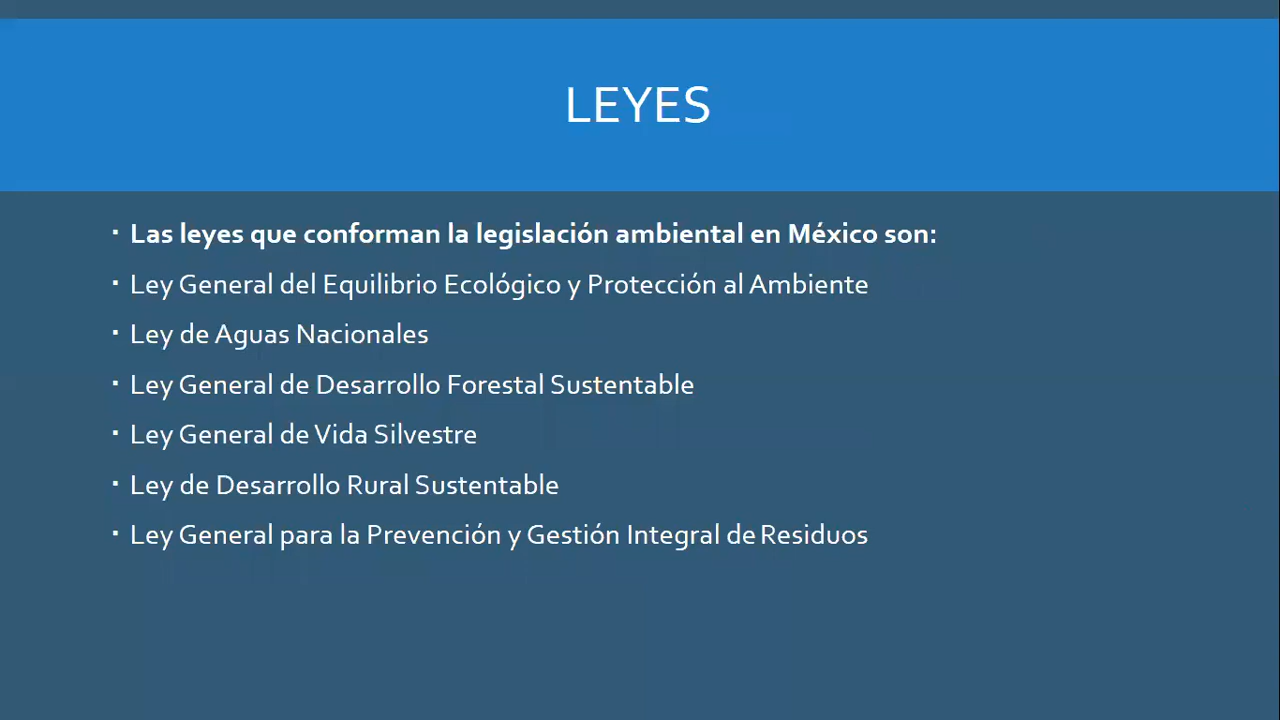 LEYES
▪ Las leyes que conforman la legislación ambiental en México son:
▪ Ley General del Equilibrio Ecológico y Protección al Ambiente
▪ Ley de Aguas Nacionales
▪ Ley General de Desarrollo Forestal Sustentable
▪ Ley General de Vida Silvestre
▪ Ley de Desarrollo Rural Sustentable
▪ Ley General para la Prevención y Gestión Integral de Residuos